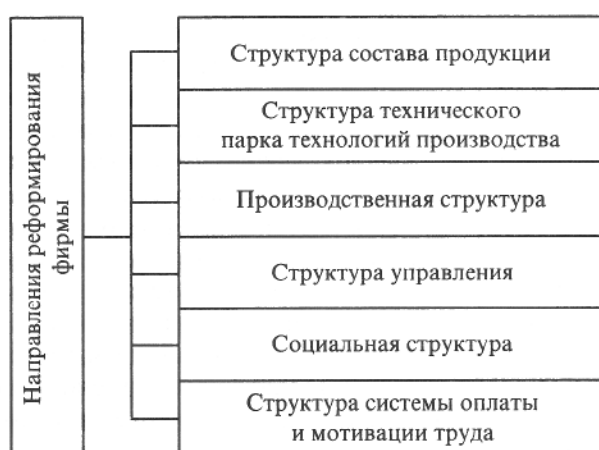 Направления реформирования
фирмы
Структура состава продукции
Структура технического
парка технологий производства
Производственная структура
Структура управления
Социальная структура
Структура системы оплаты
и мотивации труда